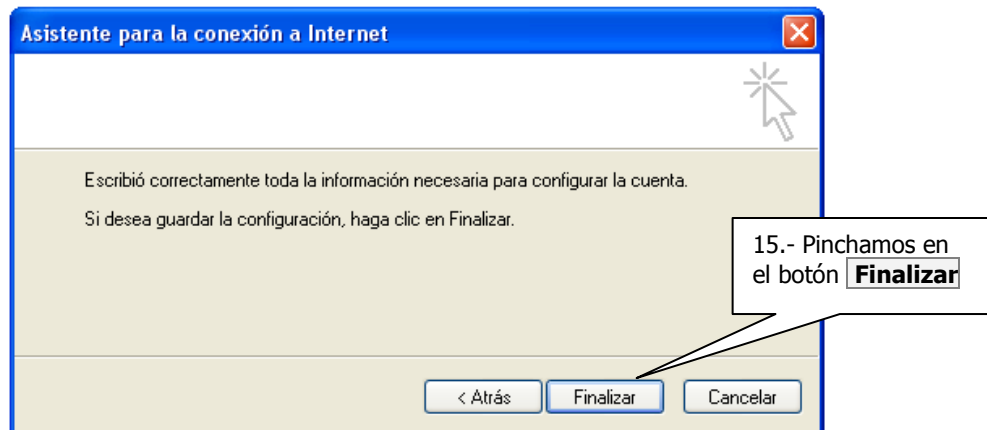 Asistente para la conexión a Internet
Escribió correctamente toda la información necesaria para configurar la cuenta.
Si desea guardar la configuración, haga clic en Finalizar.
15.- Pinchamos en
el botón Finalizar
< Atrás
Finalizar
Cancelar